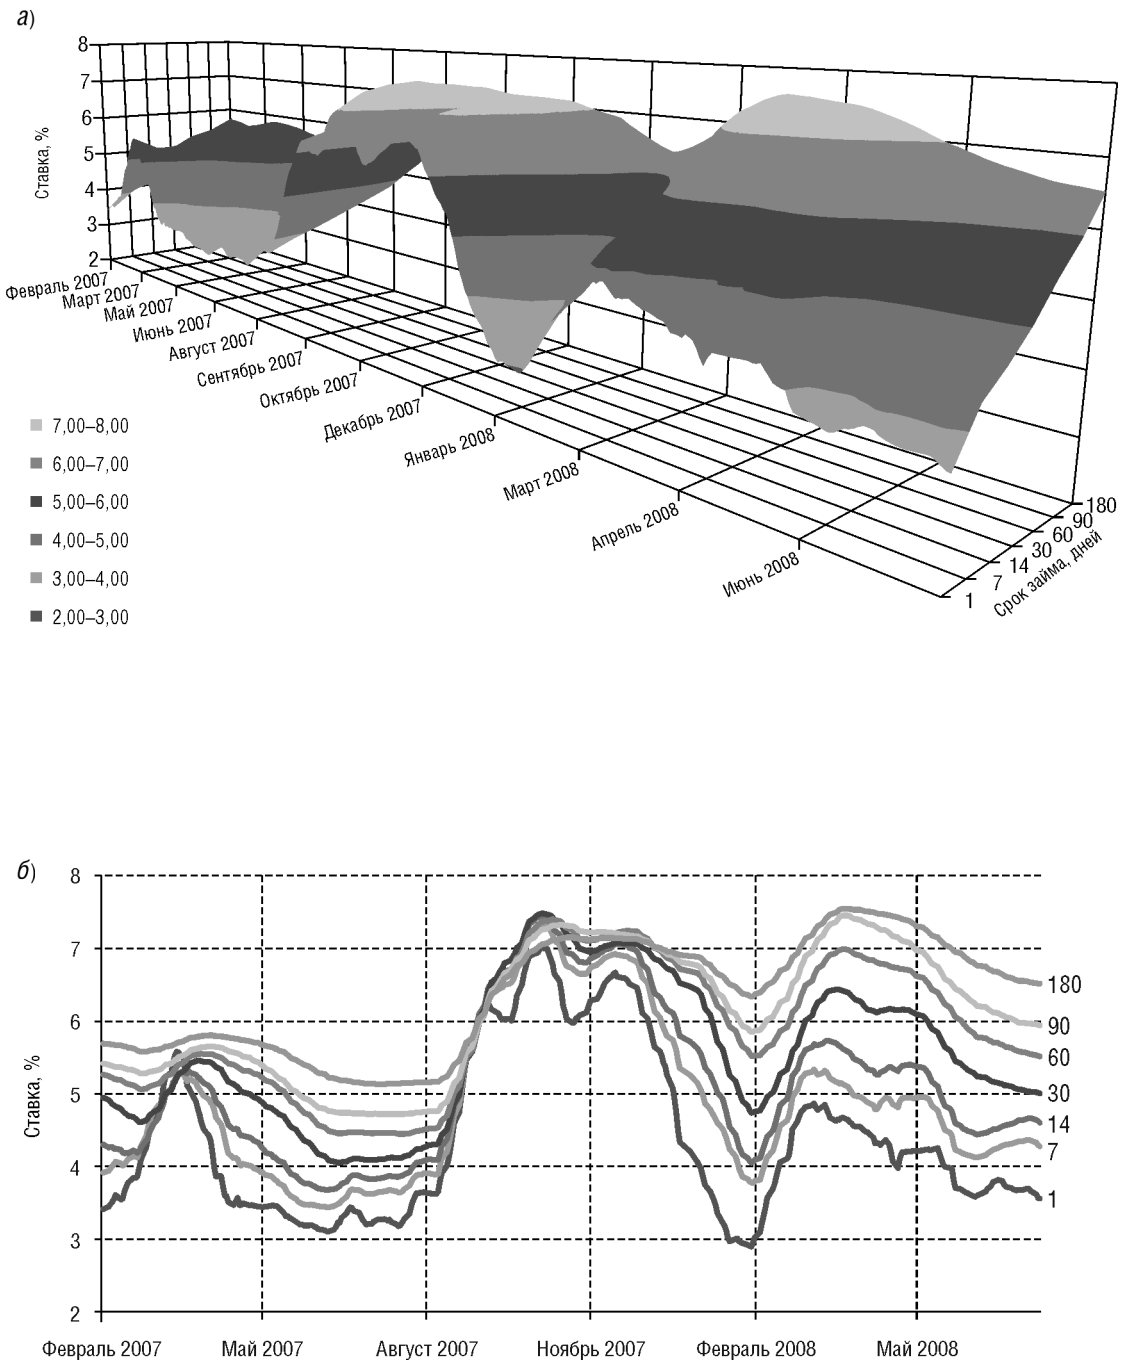 а)
8
7
6
5
4
3
2
Ставка, %
Февраль 2007
Март 2007
Май 2007
Июнь 2007
Август 2007
Сентябрь 2007
Октябрь 2007
Декабрь 2007
Январь 2008
Март 2008
Апрель 2008
Июнь 2008
180
90
60
30
14
7
1
Срок займа, дней
7,00–8,00
6,00–7,00
5,00–6,00
4,00–5,00
3,00–4,00
2,00–3,00
б)
8
7
6
5
4
3
2
Ставка, %
180
90
60
30
14
7
1
Февраль 2007 Май 2007 Август 2007 Ноябрь 2007 Февраль 2008 Май 2008